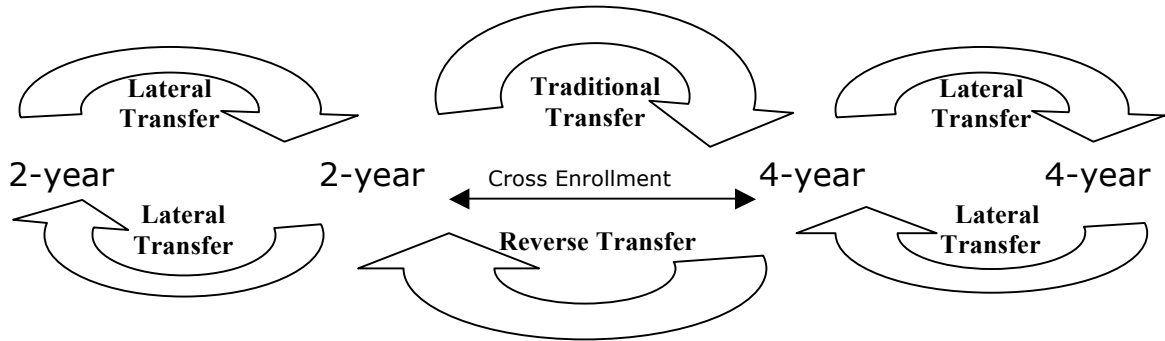 Lateral
Transfer
Traditional
Transfer
Lateral
Transfer
2-year
2-year
Cross Enrollment
4-year
4-year
Lateral
Transfer
Reverse Transfer
Lateral
Transfer